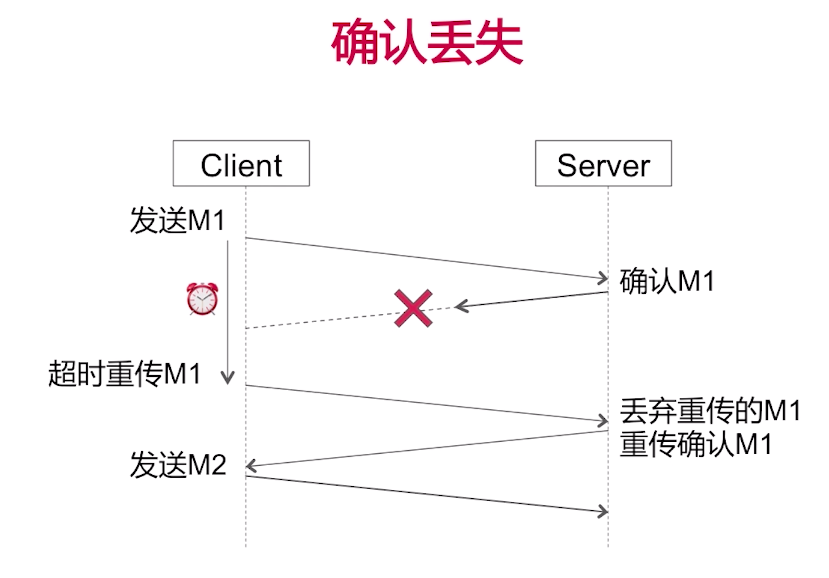 确认丢失
Client
Server
发送M1
确认M1
超时重传M1
丢弃重传的M1
重传确认M1
发送M2